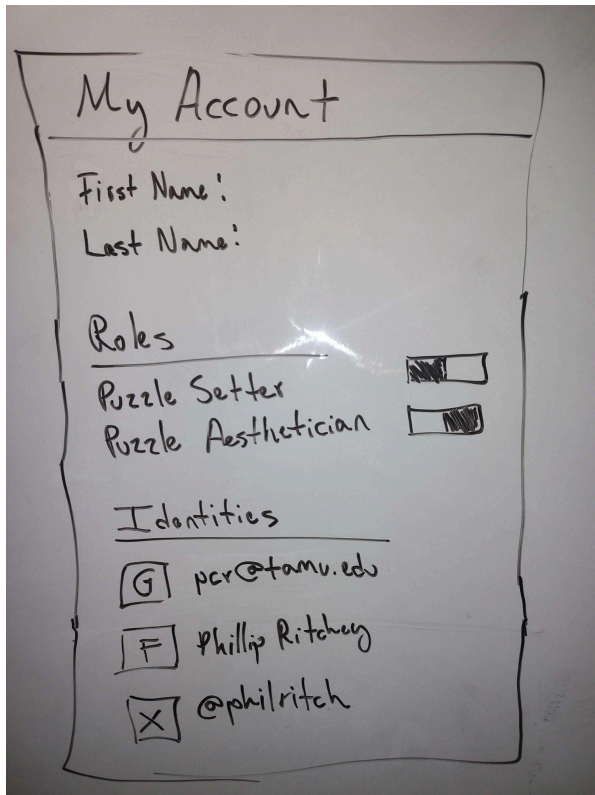 My Account
First Name:
Last Name:
Roles
Puzzle Setter
Puzzle Aesthetician
Identities
G pcr@tamu.edu
F Phillip Ritchey
X @philritch